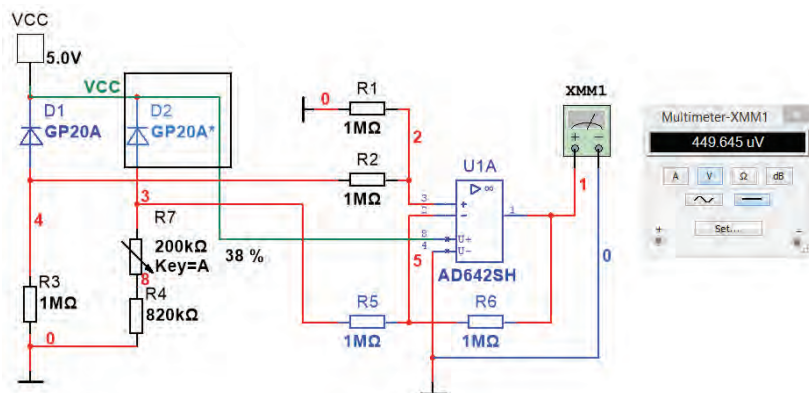 VCC
5.0V
VCC
D1
GP20A
D2
GP20A*
0
R1
1MΩ
2
R2
1MΩ
XMM1
Multimeter-XMM1
449.645 uV
A
V
Ω
dB
Set...
+
-
U1A
∞
3
+
2
-
1
8
U+
4
U-
AD642SH
1
0
4
3
R7
200kΩ
Key=A
38 %
8
R3
1MΩ
R4
820kΩ
0
5
R5
1MΩ
R6
1MΩ